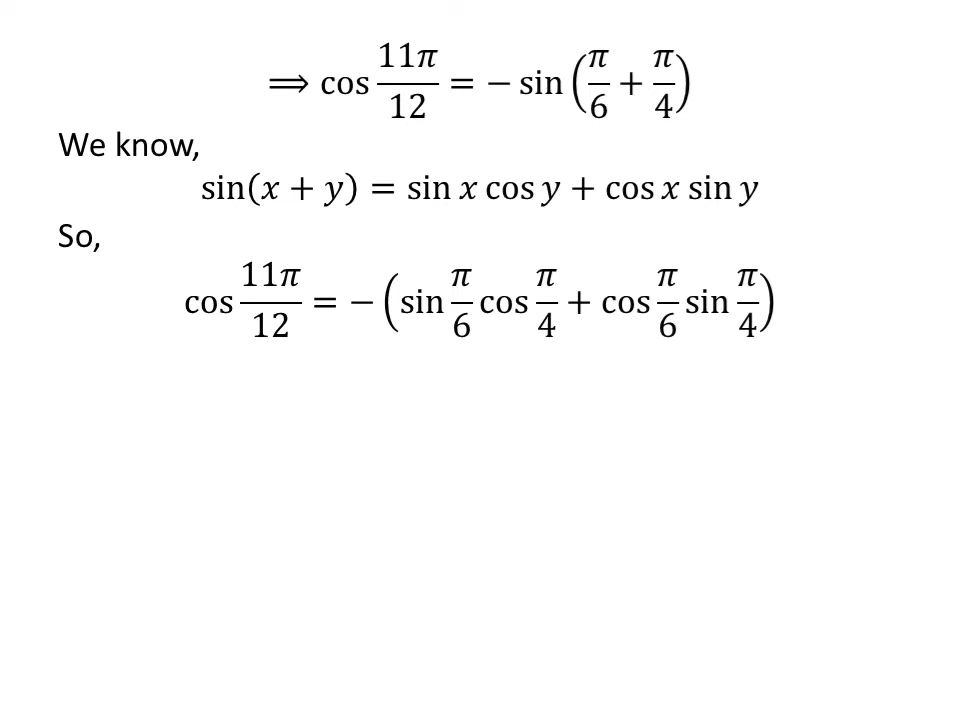 ⟹ cos 11π/12 = − sin (π/6 + π/4)
We know,
sin(x + y) = sin x cos y + cos x sin y
So,
cos 11π/12 = − (sin π/6 cos π/4 + cos π/6 sin π/4)